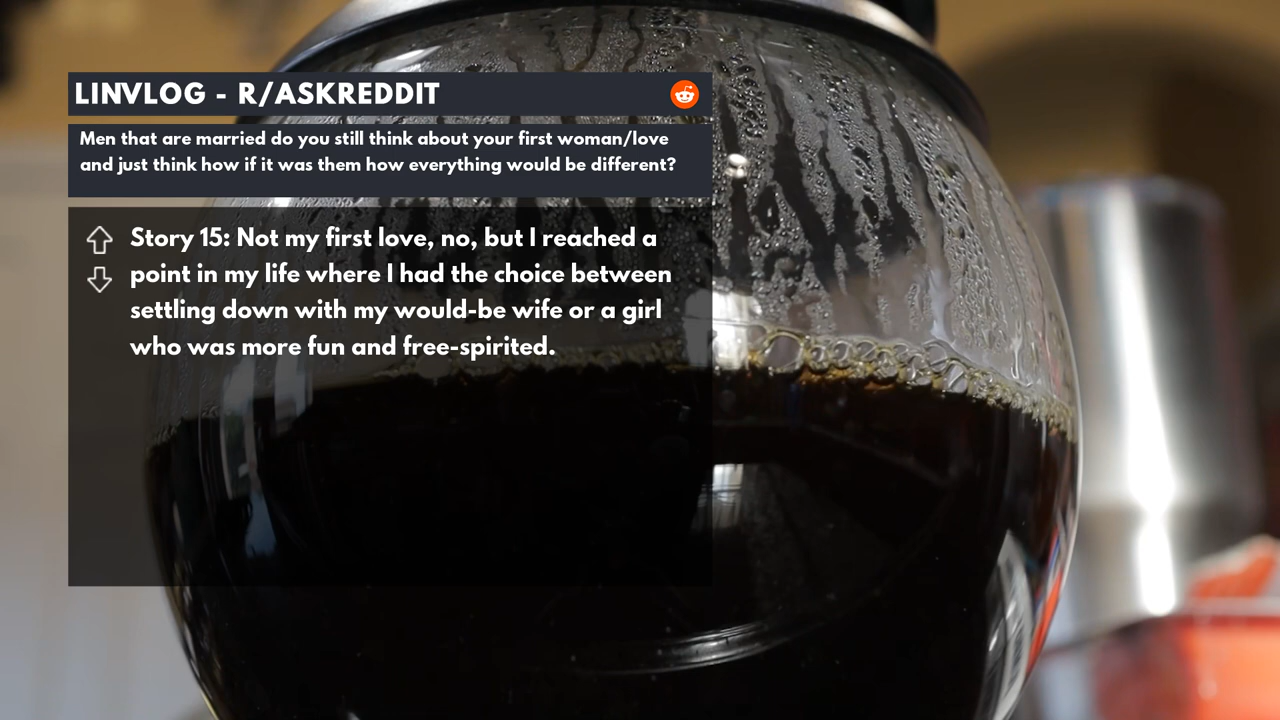 LINVLOG - R/ASKREDDIT
Men that are married do you still think about your first woman/love
and just think how if it was them how everything would be different?
Story 15: Not my first love, no, but I reached a
point in my life where I had the choice between
settling down with my would-be wife or a girl
who was more fun and free-spirited.